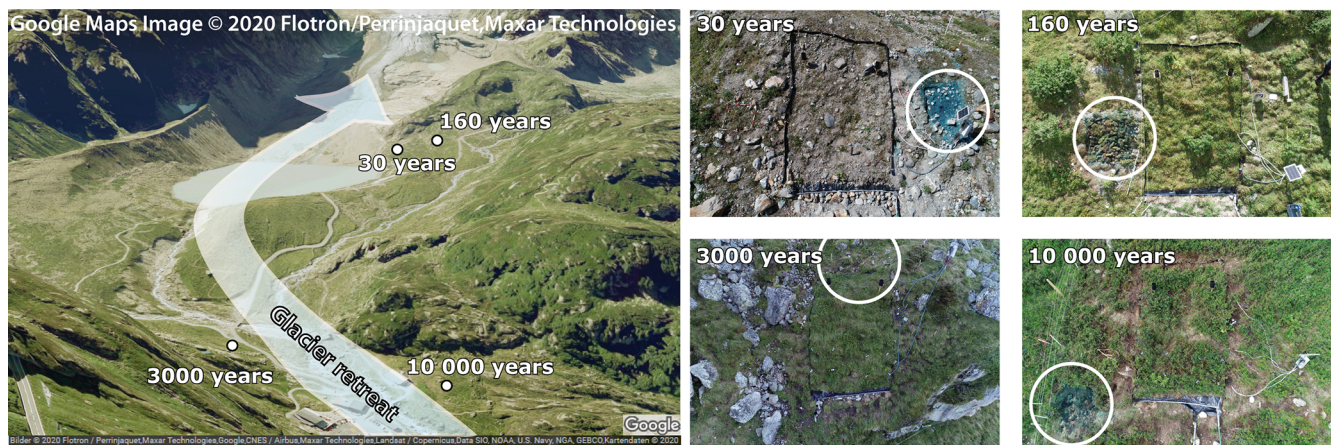 Google Maps Image © 2020 Flotron/Perrinjaquet,Maxar Technologies
160 years
30 years
3000 years
10 000 years
Glacier retreat
Google
Bilder © 2020 Flotron / Perrinjaquet,Maxar Technologies,Google,CNES / Airbus,Maxar Technologies,Landsat / Copernicus,Data SIO, NOAA, U.S. Navy, NGA, GEBCO,Kartendaten © 2020
30 years
160 years
3000 years
10 000 years